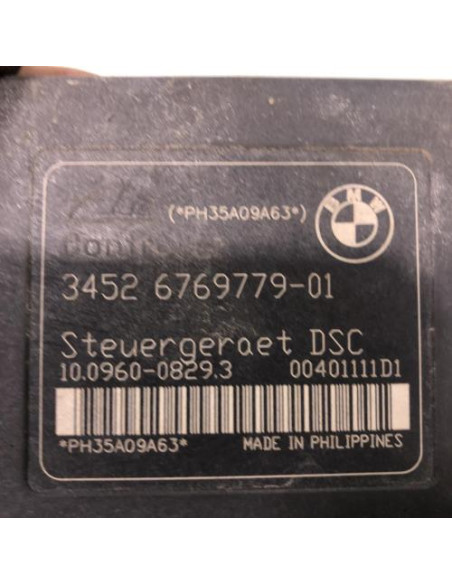 (*PH35A09A63*)
BMW
3452 6769779-01
Steuergeraet DSC
10.0960-0829.3 00401111D1
*PH35A09A63* MADE IN PHILIPPINES